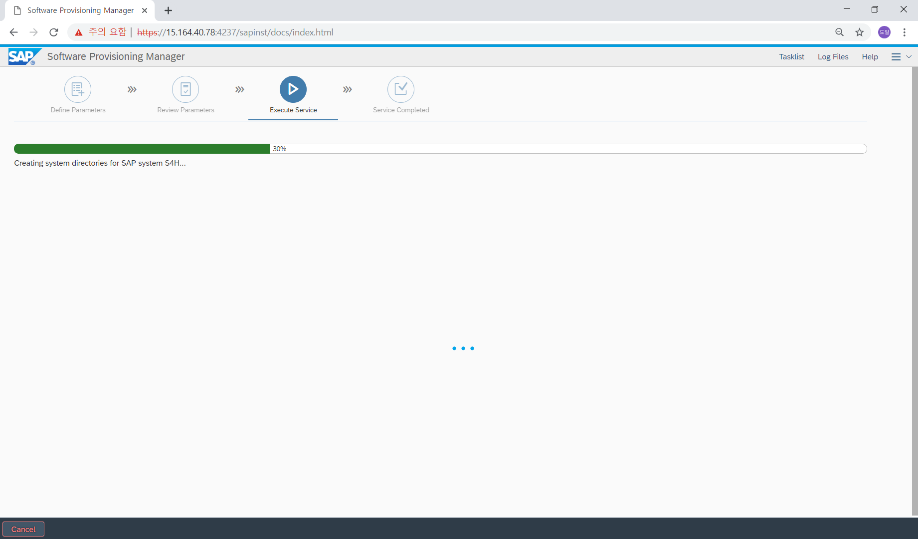 Software Provisioning Manager
주의 요함 | https://15.164.40.78:4237/sapinst/docs/index.html
SAP Software Provisioning Manager Tasklist Log Files Help
Define Parameters Review Parameters Execute Service Service Completed
30%
Creating system directories for SAP system S4H...
Cancel